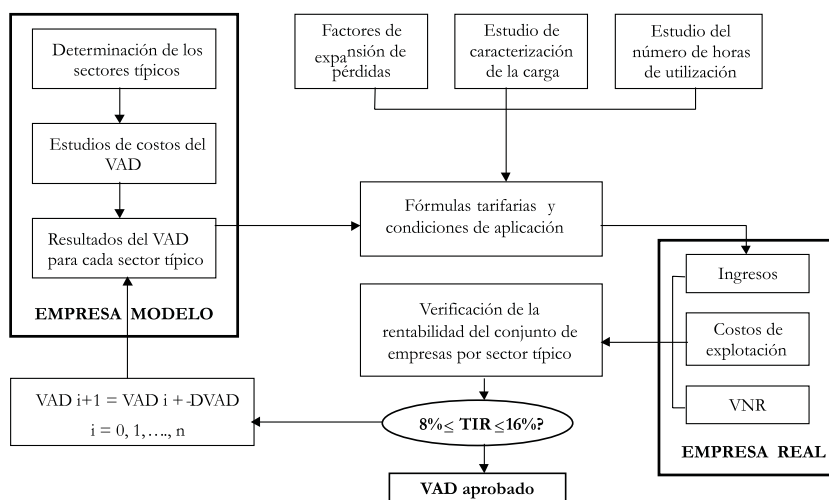 Determinación de los
sectores típicos
Estudios de costos del
VAD
Resultados del VAD
para cada sector típico
EMPRESA MODELO
Factores de
expansión de
pérdidas
Estudio de
caracterización
de la carga
Estudio del
número de horas
de utilización
Fórmulas tarifarias y
condiciones de aplicación
Ingresos
Costos de
explotación
VNR
EMPRESA REAL
Verificación de la
rentabilidad del conjunto de
empresas por sector típico
8%≤ TIR ≤16%?
VAD i+1 = VAD i +-DVAD
i = 0, 1,…., n
VAD aprobado